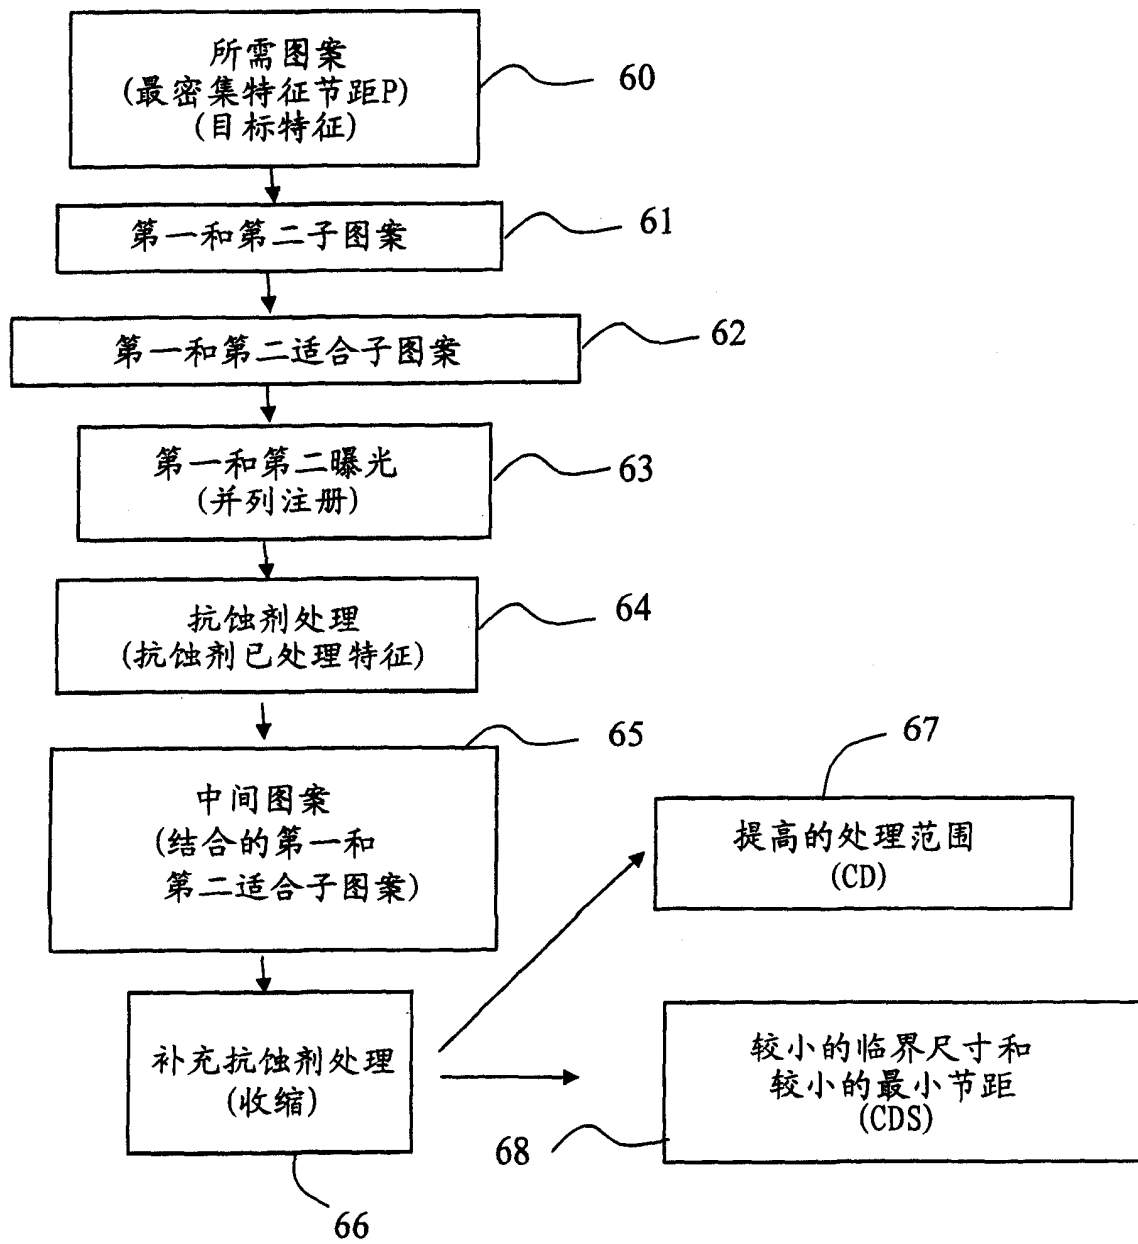 所需图案
(最密集特征节距P)
(目标特征)
60
第一和第二子图案
61
第一和第二适合子图案
62
第一和第二曝光
(并列注册)
63
抗蚀剂处理
(抗蚀剂已处理特征)
64
中间图案
(结合的第一和
第二适合子图案)
65
补充抗蚀剂处理
(收缩)
66
提高的处理范围
(CD)
67
较小的临界尺寸和
较小的最小节距
(CDS)
68